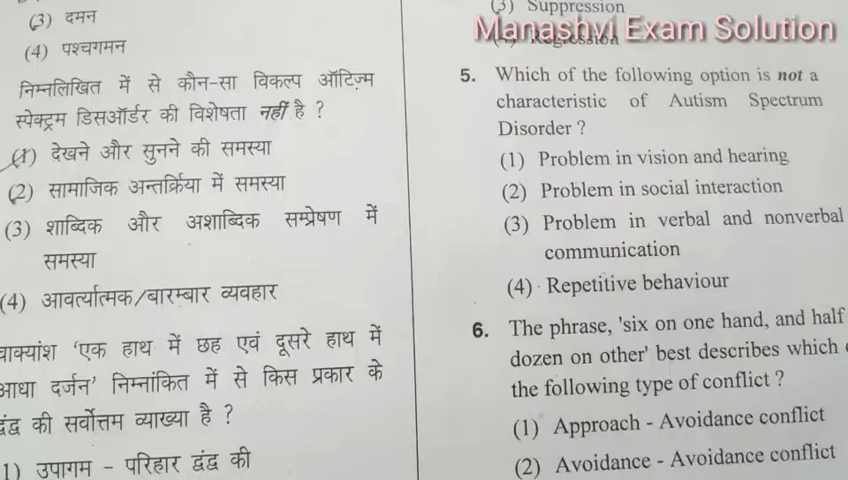 (3) दमन
(4) पश्चगमन
निम्नलिखित में से कौन-सा विकल्प ऑटिज़्म
स्पेक्ट्रम डिसऑर्डर की विशेषता नहीं है ?
(1) देखने और सुनने की समस्या
(2) सामाजिक अन्तर्क्रिया में समस्या
(3) शाब्दिक और अशाब्दिक सम्प्रेषण में
समस्या
(4) आवर्त्यात्मक/बारम्बार व्यवहार
वाक्यांश 'एक हाथ में छह एवं दूसरे हाथ में
आधा दर्जन' निम्नांकित में से किस प्रकार के
द्वंद्व की सर्वोत्तम व्याख्या है ?
1) उपागम - परिहार द्वंद्व की
(3) Suppression
Manashvi Exam Solution
(4) Regression
5. Which of the following option is not a
characteristic of Autism Spectrum
Disorder ?
(1) Problem in vision and hearing
(2) Problem in social interaction
(3) Problem in verbal and nonverbal
communication
(4) Repetitive behaviour
6. The phrase, 'six on one hand, and half
dozen on other' best describes which
the following type of conflict ?
(1) Approach - Avoidance conflict
(2) Avoidance - Avoidance conflict